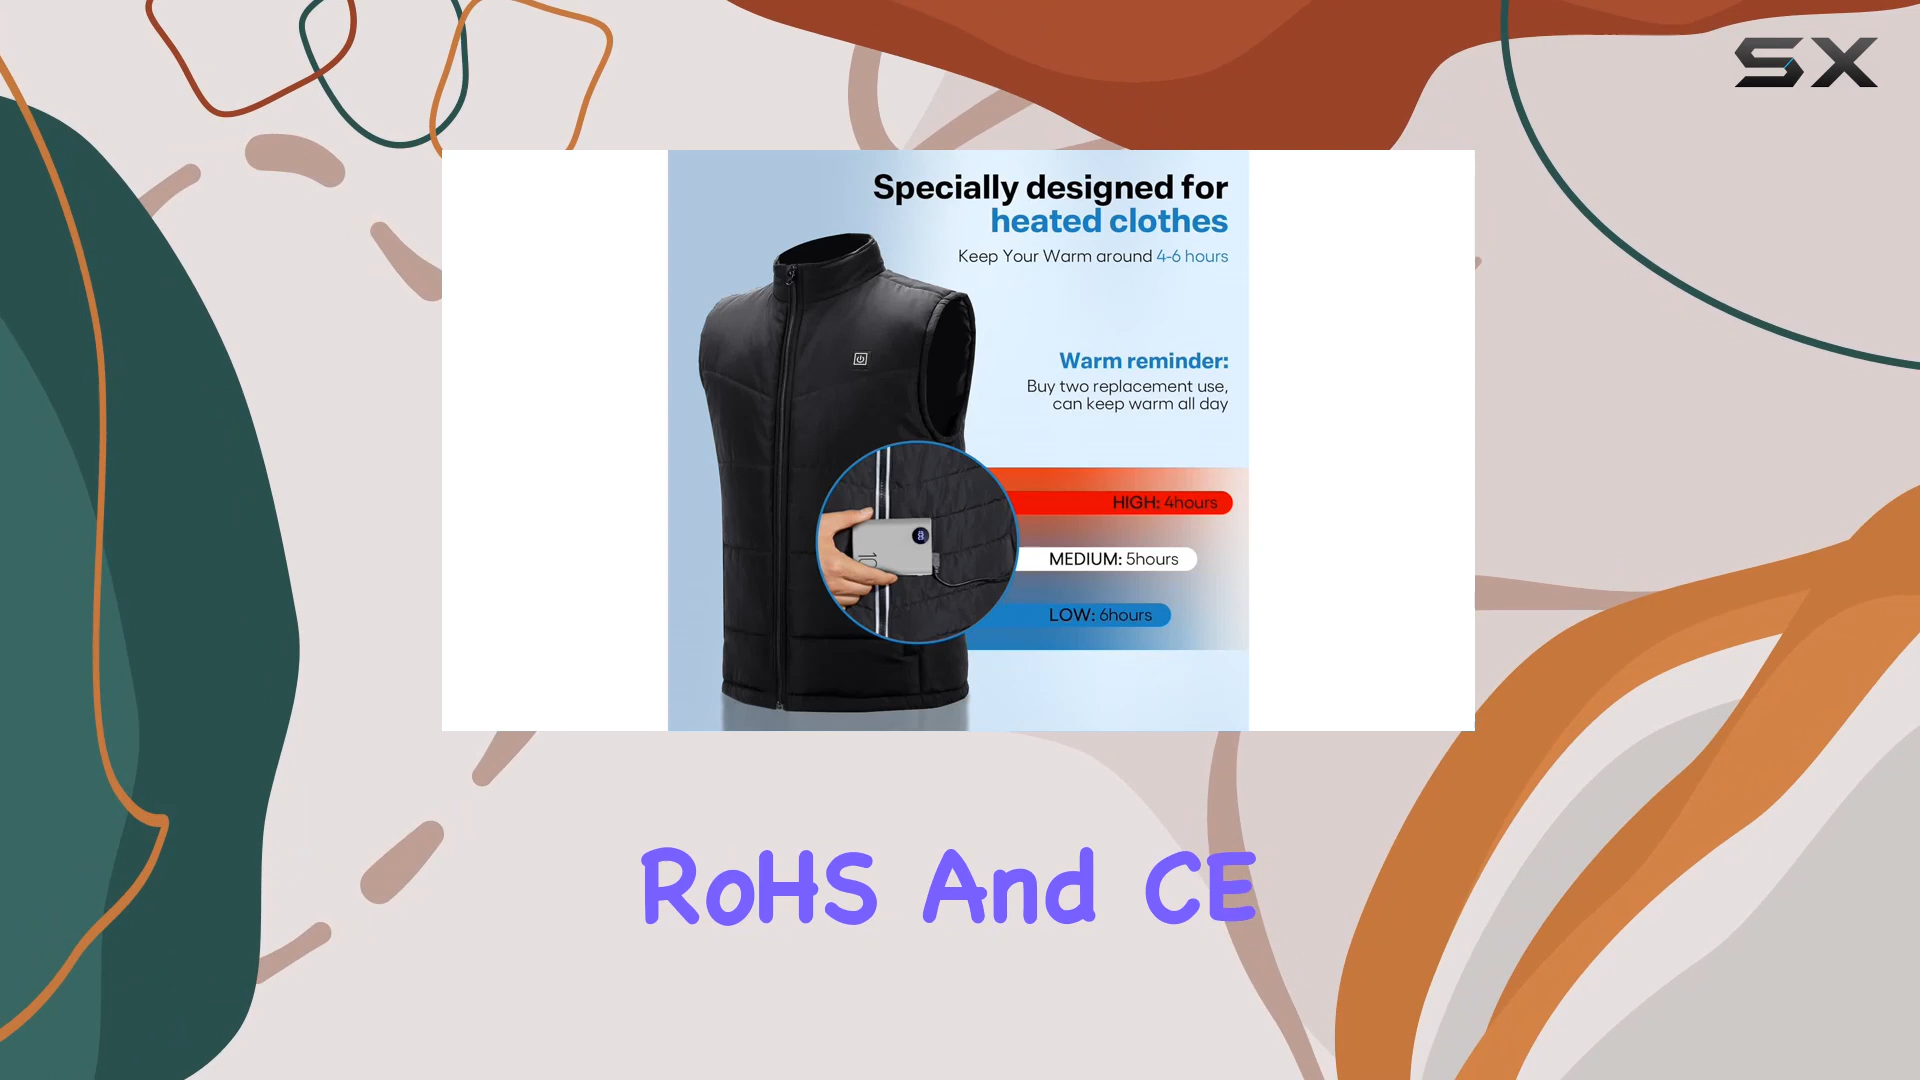 SX
Specially designed for
heated clothes
Keep Your Warm around 4-6 hours
Warm reminder:
Buy two replacement use,
can keep warm all day
HIGH: 4hours
MEDIUM: 5hours
LOW: 6hours
RoHS And CE